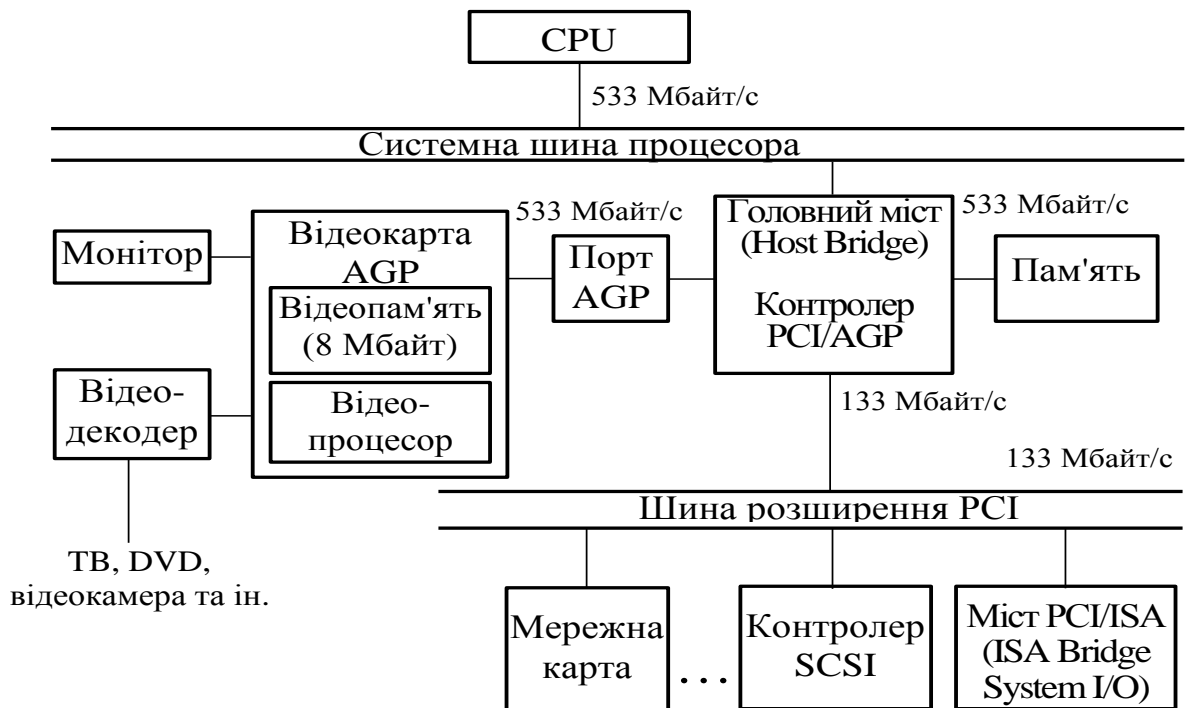 CPU
533 Мбайт/с
Системна шина процесора
533 Мбайт/с
533 Мбайт/с
Монітор
Відеокарта
AGP
Відеопам'ять
(8 Мбайт)
Відео-
процесор
Порт
AGP
Головний міст
(Host Bridge)
Контролер
PCI/AGP
Пам'ять
Відео-
декодер
133 Мбайт/с
133 Мбайт/с
Шина розширення PCI
ТВ, DVD,
відеокамера та ін.
Мережна
карта
...
Контролер
SCSI
Міст PCI/ISA
(ISA Bridge
System I/O)